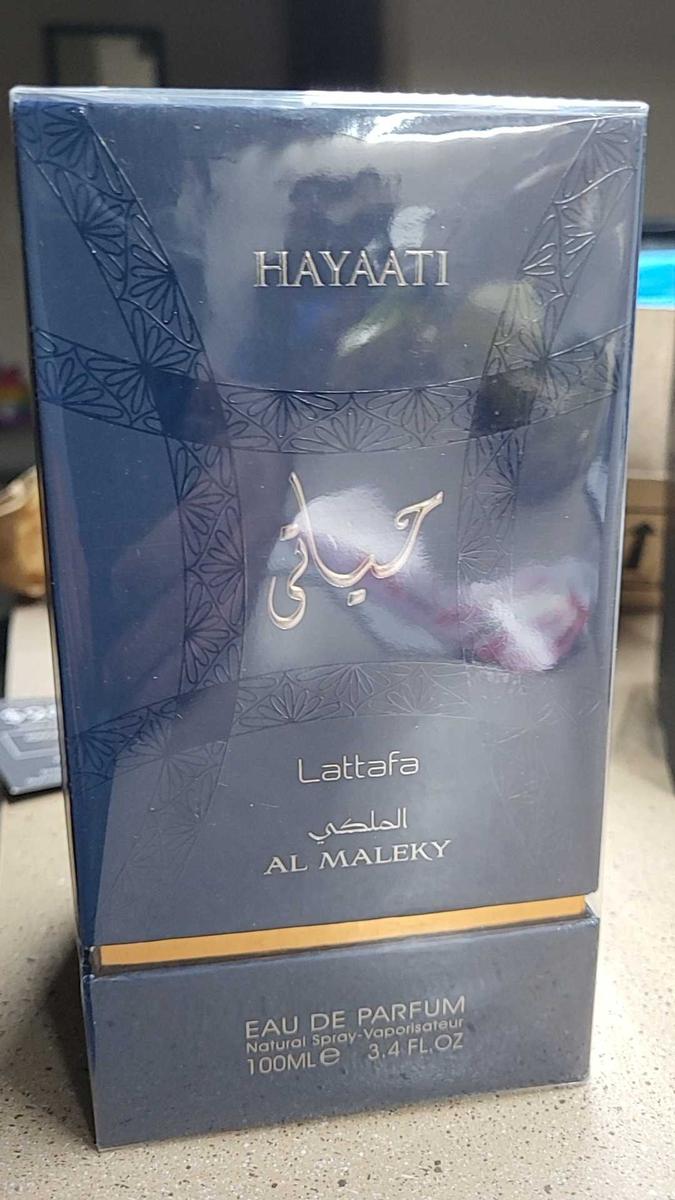 HAYAATI
حياتي
Lattafa
الملكي
AL MALEKY
EAU DE PARFUM
Natural Spray-Vaporisateur
100ML℮ 3.4 FL.OZ